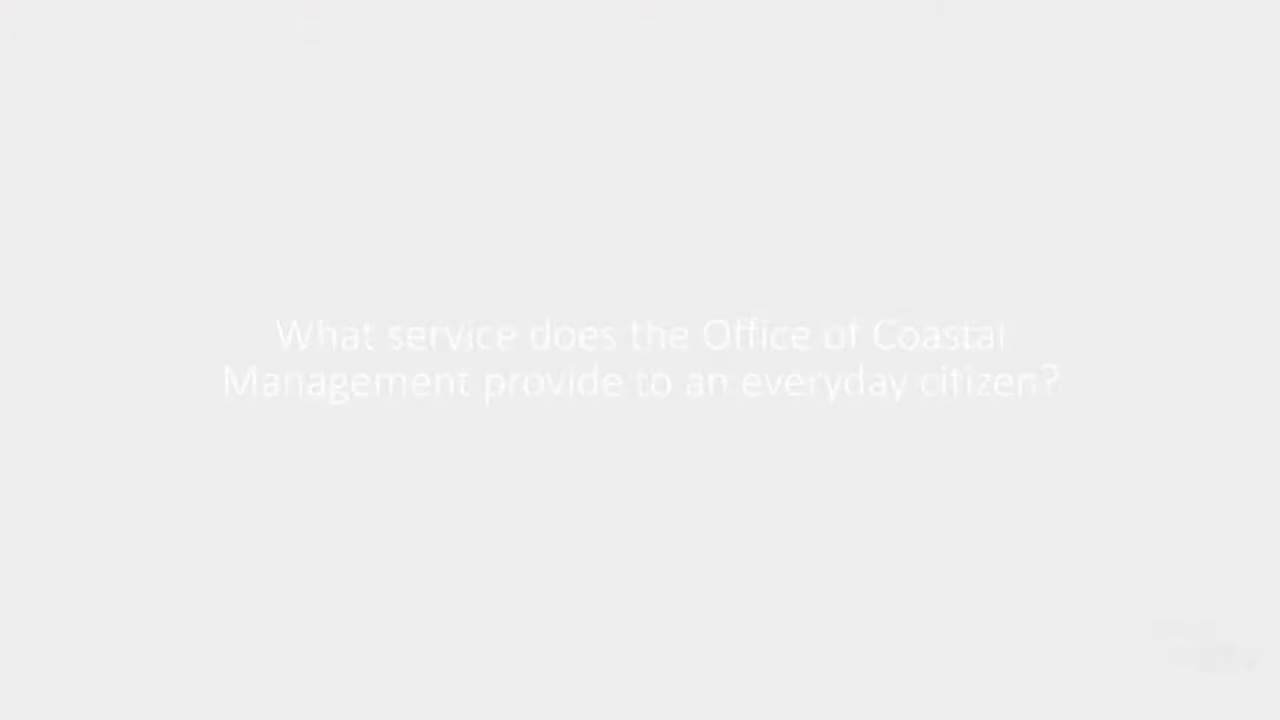 What service does the Office of Coastal
Management provide to an everyday citizen?